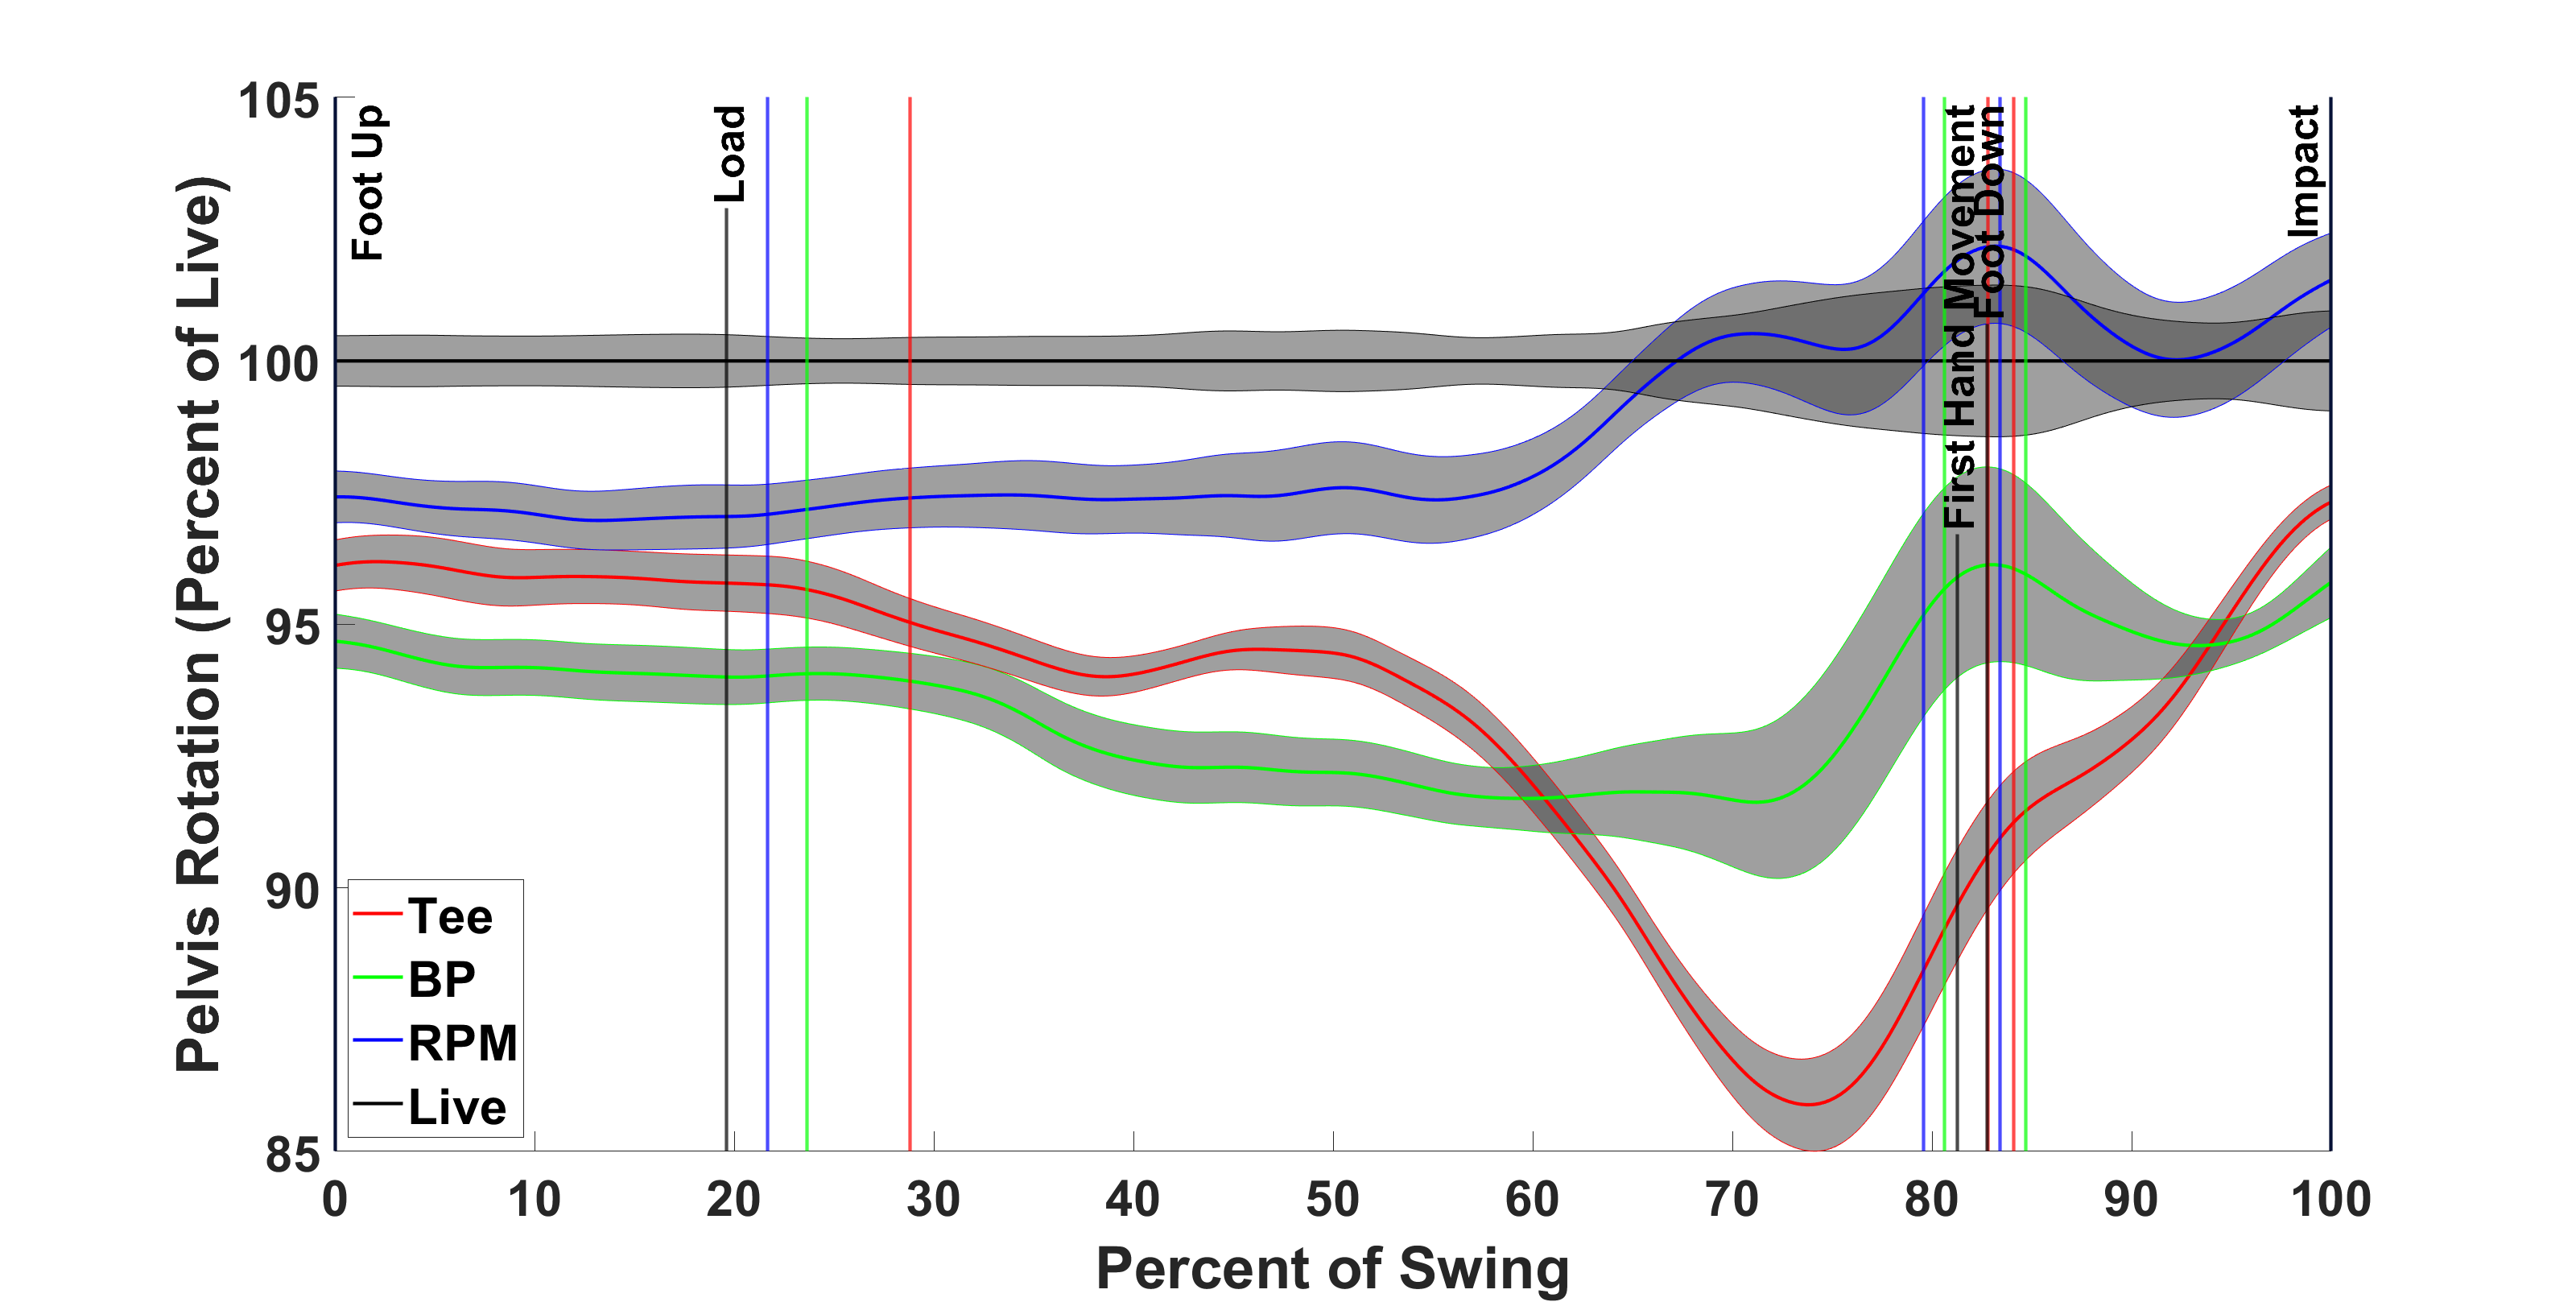 105
100
95
90
85
Pelvis Rotation (Percent of Live)
Foot Up
Load
First Hand Movement
Foot Down
Impact
Tee
BP
RPM
Live
0 10 20 30 40 50 60 70 80 90 100
Percent of Swing